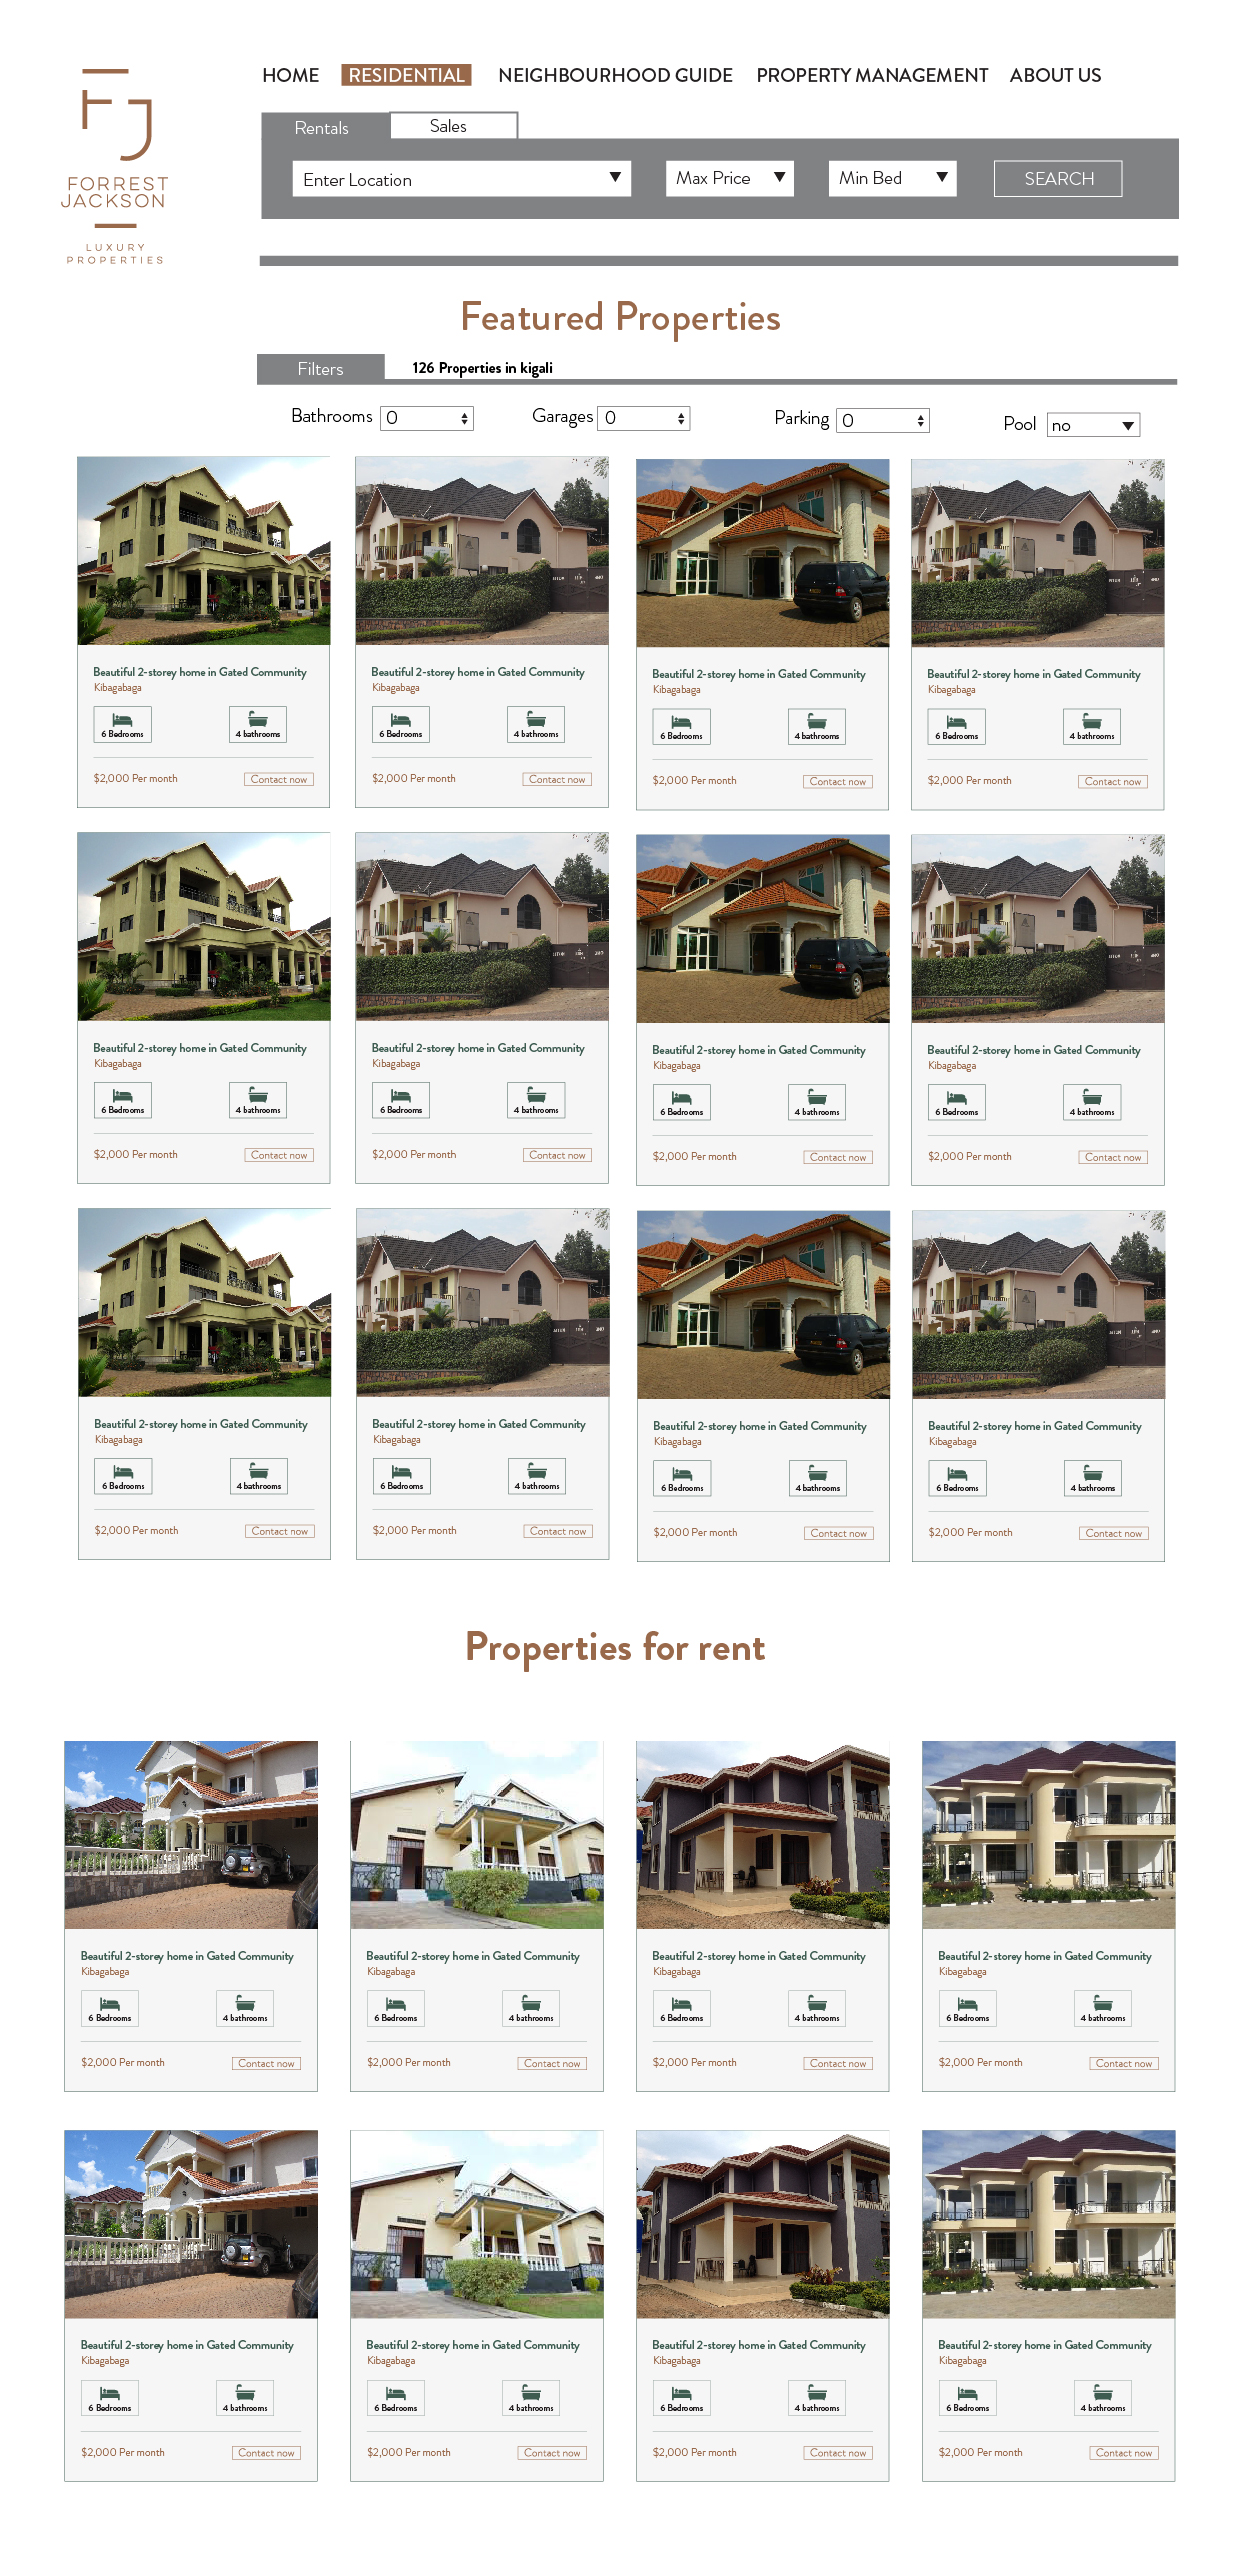 HOME RESIDENTIAL NEIGHBOURHOOD GUIDE PROPERTY MANAGEMENT ABOUT US
FJ
FORREST
JACKSON
LUXURY
PROPERTIES
Rentals Sales
Enter Location Max Price Min Bed SEARCH
Featured Properties
Filters 126 Properties in kigali
Bathrooms 0 Garages 0 Parking 0 Pool no
Beautiful 2-storey home in Gated Community Beautiful 2-storey home in Gated Community Beautiful 2-storey home in Gated Community Beautiful 2-storey home in Gated Community
Kibagabaga Kibagabaga Kibagabaga Kibagabaga
6 Bedrooms 4 bathrooms 6 Bedrooms 4 bathrooms 6 Bedrooms 4 bathrooms 6 Bedrooms 4 bathrooms
$2,000 Per month Contact now $2,000 Per month Contact now $2,000 Per month Contact now $2,000 Per month Contact now
Beautiful 2-storey home in Gated Community Beautiful 2-storey home in Gated Community Beautiful 2-storey home in Gated Community Beautiful 2-storey home in Gated Community
Kibagabaga Kibagabaga Kibagabaga Kibagabaga
6 Bedrooms 4 bathrooms 6 Bedrooms 4 bathrooms 6 Bedrooms 4 bathrooms 6 Bedrooms 4 bathrooms
$2,000 Per month Contact now $2,000 Per month Contact now $2,000 Per month Contact now $2,000 Per month Contact now
Beautiful 2-storey home in Gated Community Beautiful 2-storey home in Gated Community Beautiful 2-storey home in Gated Community Beautiful 2-storey home in Gated Community
Kibagabaga Kibagabaga Kibagabaga Kibagabaga
6 Bedrooms 4 bathrooms 6 Bedrooms 4 bathrooms 6 Bedrooms 4 bathrooms 6 Bedrooms 4 bathrooms
$2,000 Per month Contact now $2,000 Per month Contact now $2,000 Per month Contact now $2,000 Per month Contact now
Properties for rent
Beautiful 2-storey home in Gated Community Beautiful 2-storey home in Gated Community Beautiful 2-storey home in Gated Community Beautiful 2-storey home in Gated Community
Kibagabaga Kibagabaga Kibagabaga Kibagabaga
6 Bedrooms 4 bathrooms 6 Bedrooms 4 bathrooms 6 Bedrooms 4 bathrooms 6 Bedrooms 4 bathrooms
$2,000 Per month Contact now $2,000 Per month Contact now $2,000 Per month Contact now $2,000 Per month Contact now
Beautiful 2-storey home in Gated Community Beautiful 2-storey home in Gated Community Beautiful 2-storey home in Gated Community Beautiful 2-storey home in Gated Community
Kibagabaga Kibagabaga Kibagabaga Kibagabaga
6 Bedrooms 4 bathrooms 6 Bedrooms 4 bathrooms 6 Bedrooms 4 bathrooms 6 Bedrooms 4 bathrooms
$2,000 Per month Contact now $2,000 Per month Contact now $2,000 Per month Contact now $2,000 Per month Contact now